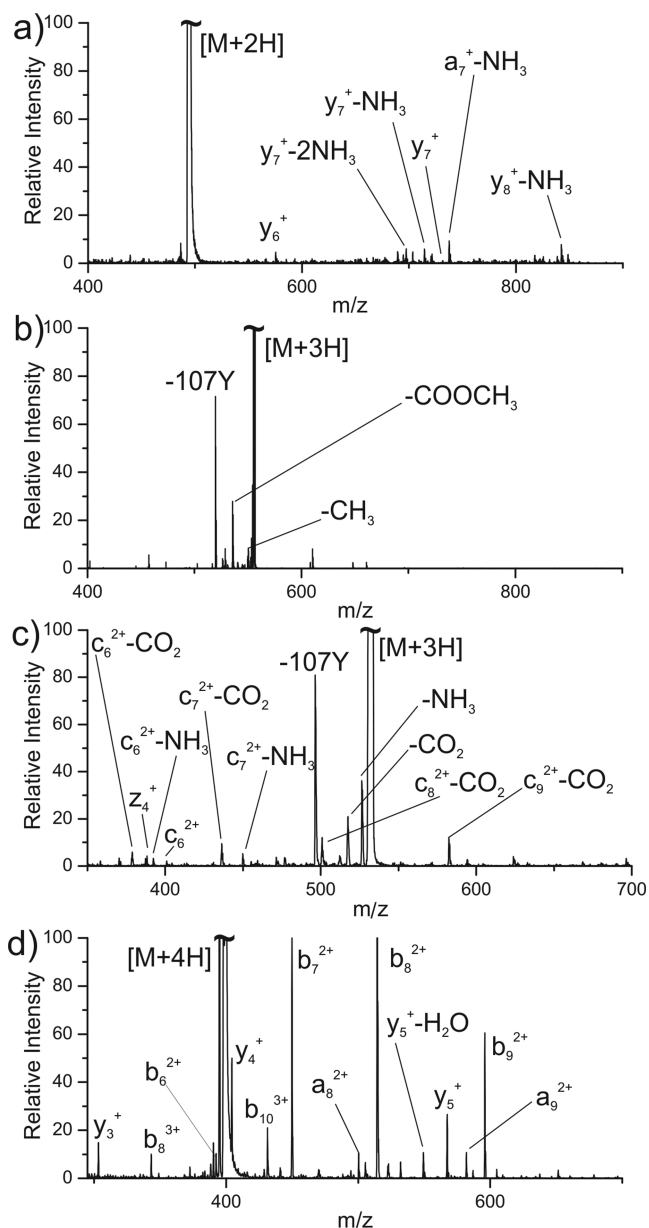 a)
100
80
60
40
20
0
Relative Intensity
[M+2H]
y₆⁺
y₇⁺-2NH₃
y₇⁺-NH₃
y₇⁺
a₇⁺-NH₃
y₈⁺-NH₃
400 600 800
m/z
b)
100
80
60
40
20
0
Relative Intensity
-107Y
[M+3H]
-COOCH₃
-CH₃
400 600 800
m/z
c)
100
80
60
40
20
0
Relative Intensity
c₆²⁺-CO₂
-107Y
[M+3H]
c₇²⁺-CO₂
-NH₃
c₆²⁺-NH₃
c₇²⁺-NH₃
-CO₂
z₄⁺
c₈²⁺-CO₂
c₉²⁺-CO₂
c₆²⁺
400 500 600 700
m/z
d)
100
80
60
40
20
0
Relative Intensity
[M+4H]
b₇²⁺
b₈²⁺
y₅⁺-H₂O
y₄⁺
b₉²⁺
b₆²⁺
a₈²⁺
y₅⁺
a₉²⁺
b₁₀³⁺
y₃⁺
b₈³⁺
400 600
m/z